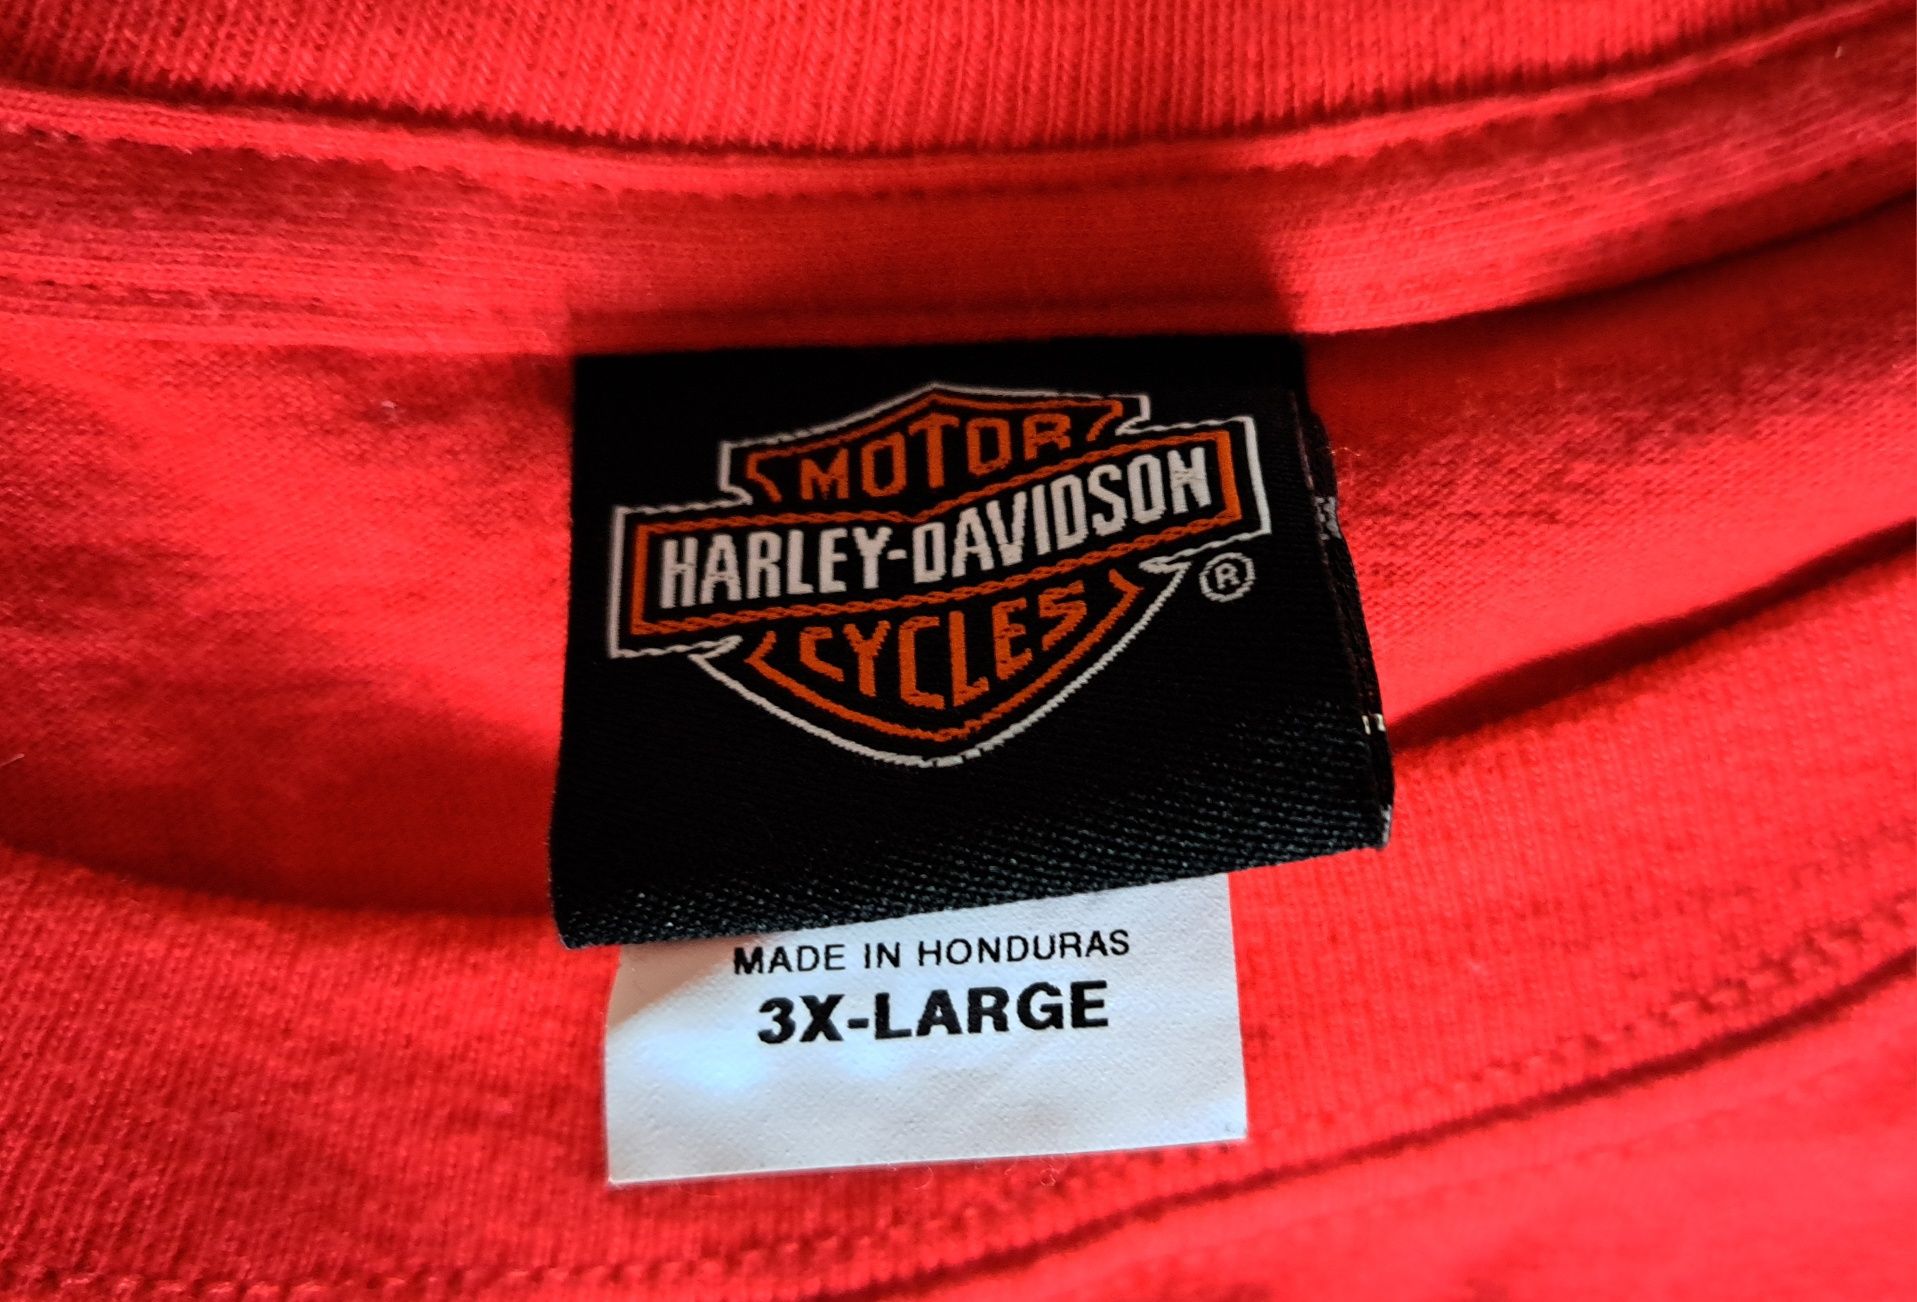 MOTOR
HARLEY-DAVIDSON
CYCLES
®
MADE IN HONDURAS
3X-LARGE